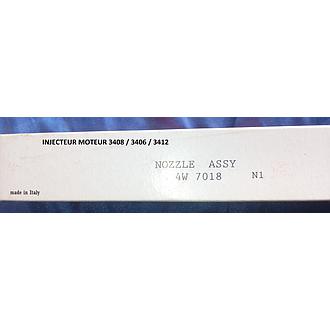 INJECTEUR MOTEUR 3408 / 3406 / 3412
NOZZLE ASSY
4W 7018 N1
made in Italy